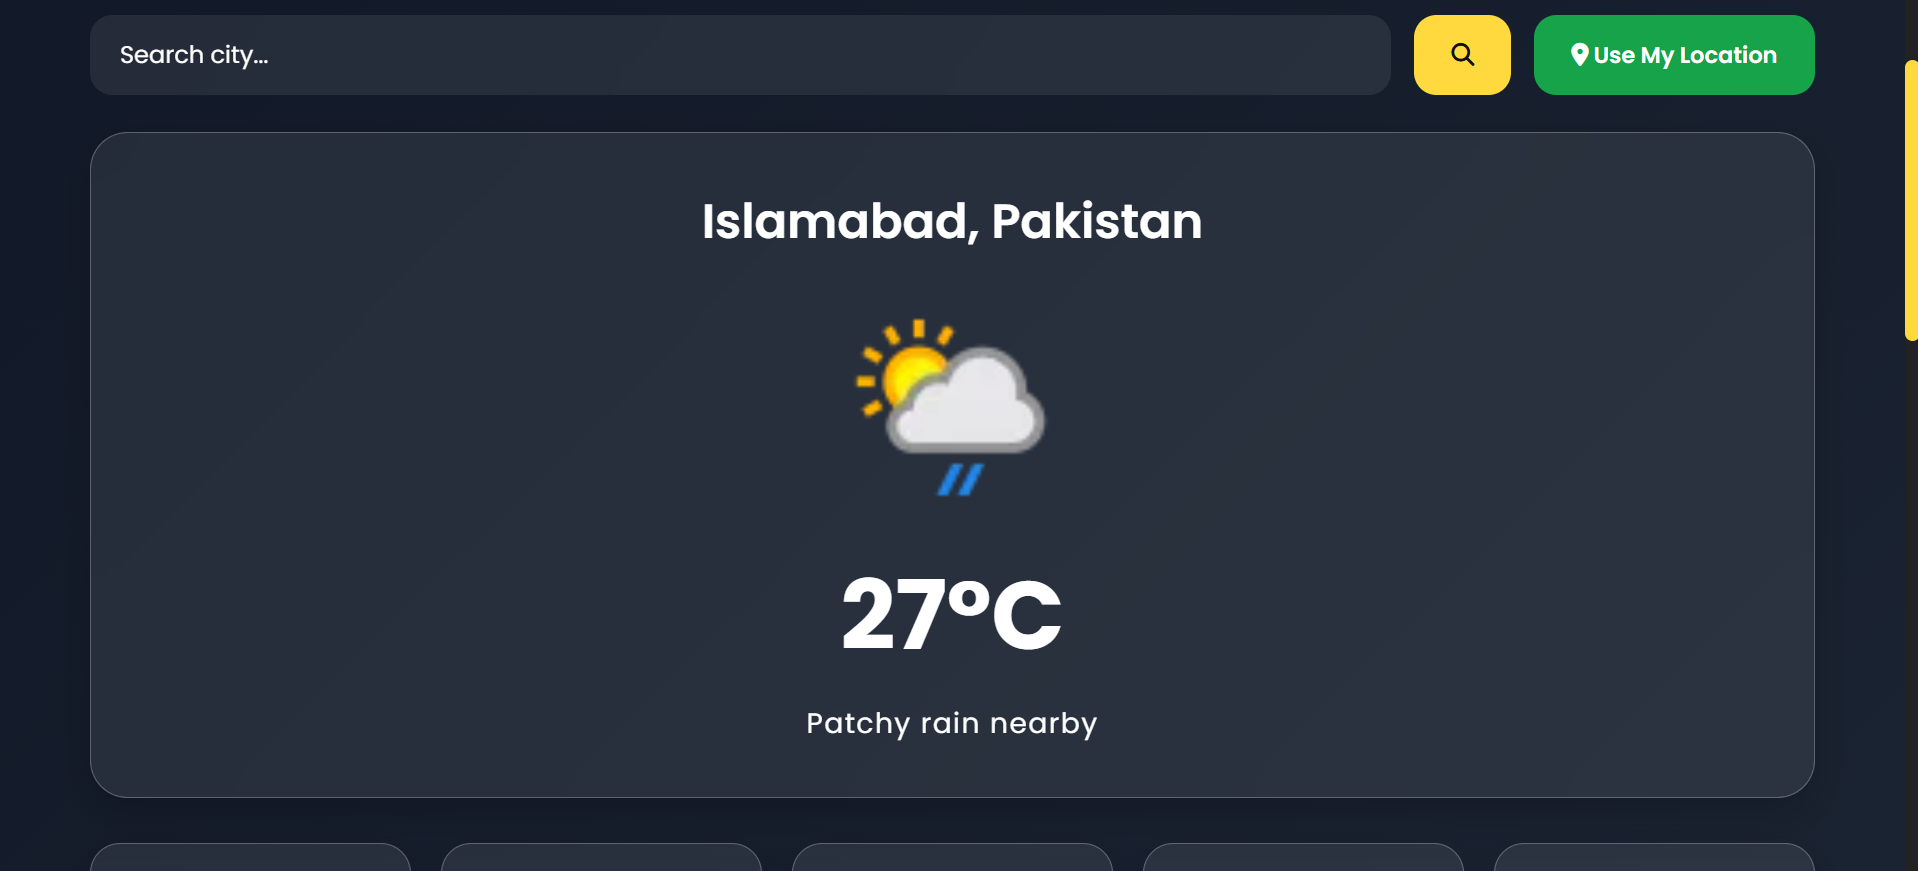 Search city...
Use My Location
Islamabad, Pakistan
27°C
Patchy rain nearby